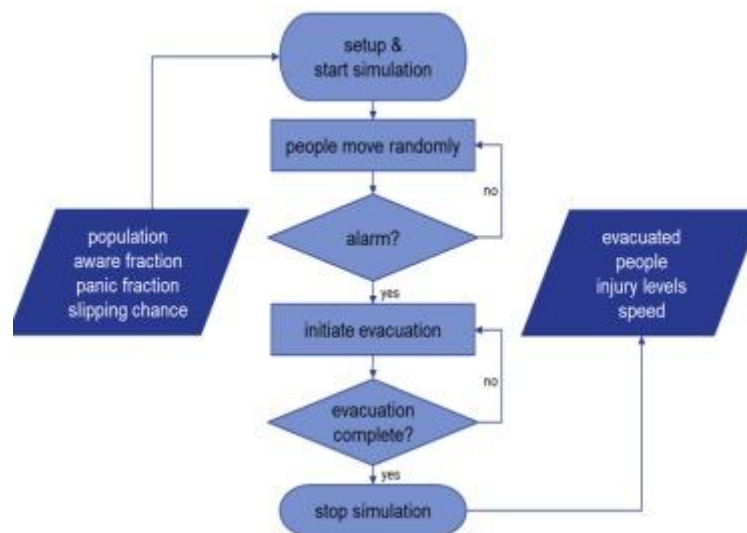 setup &
start simulation
people move randomly
no
population
aware fraction
panic fraction
slipping chance
alarm?
evacuated
people
injury levels
speed
yes
initiate evacuation
no
evacuation
complete?
yes
stop simulation